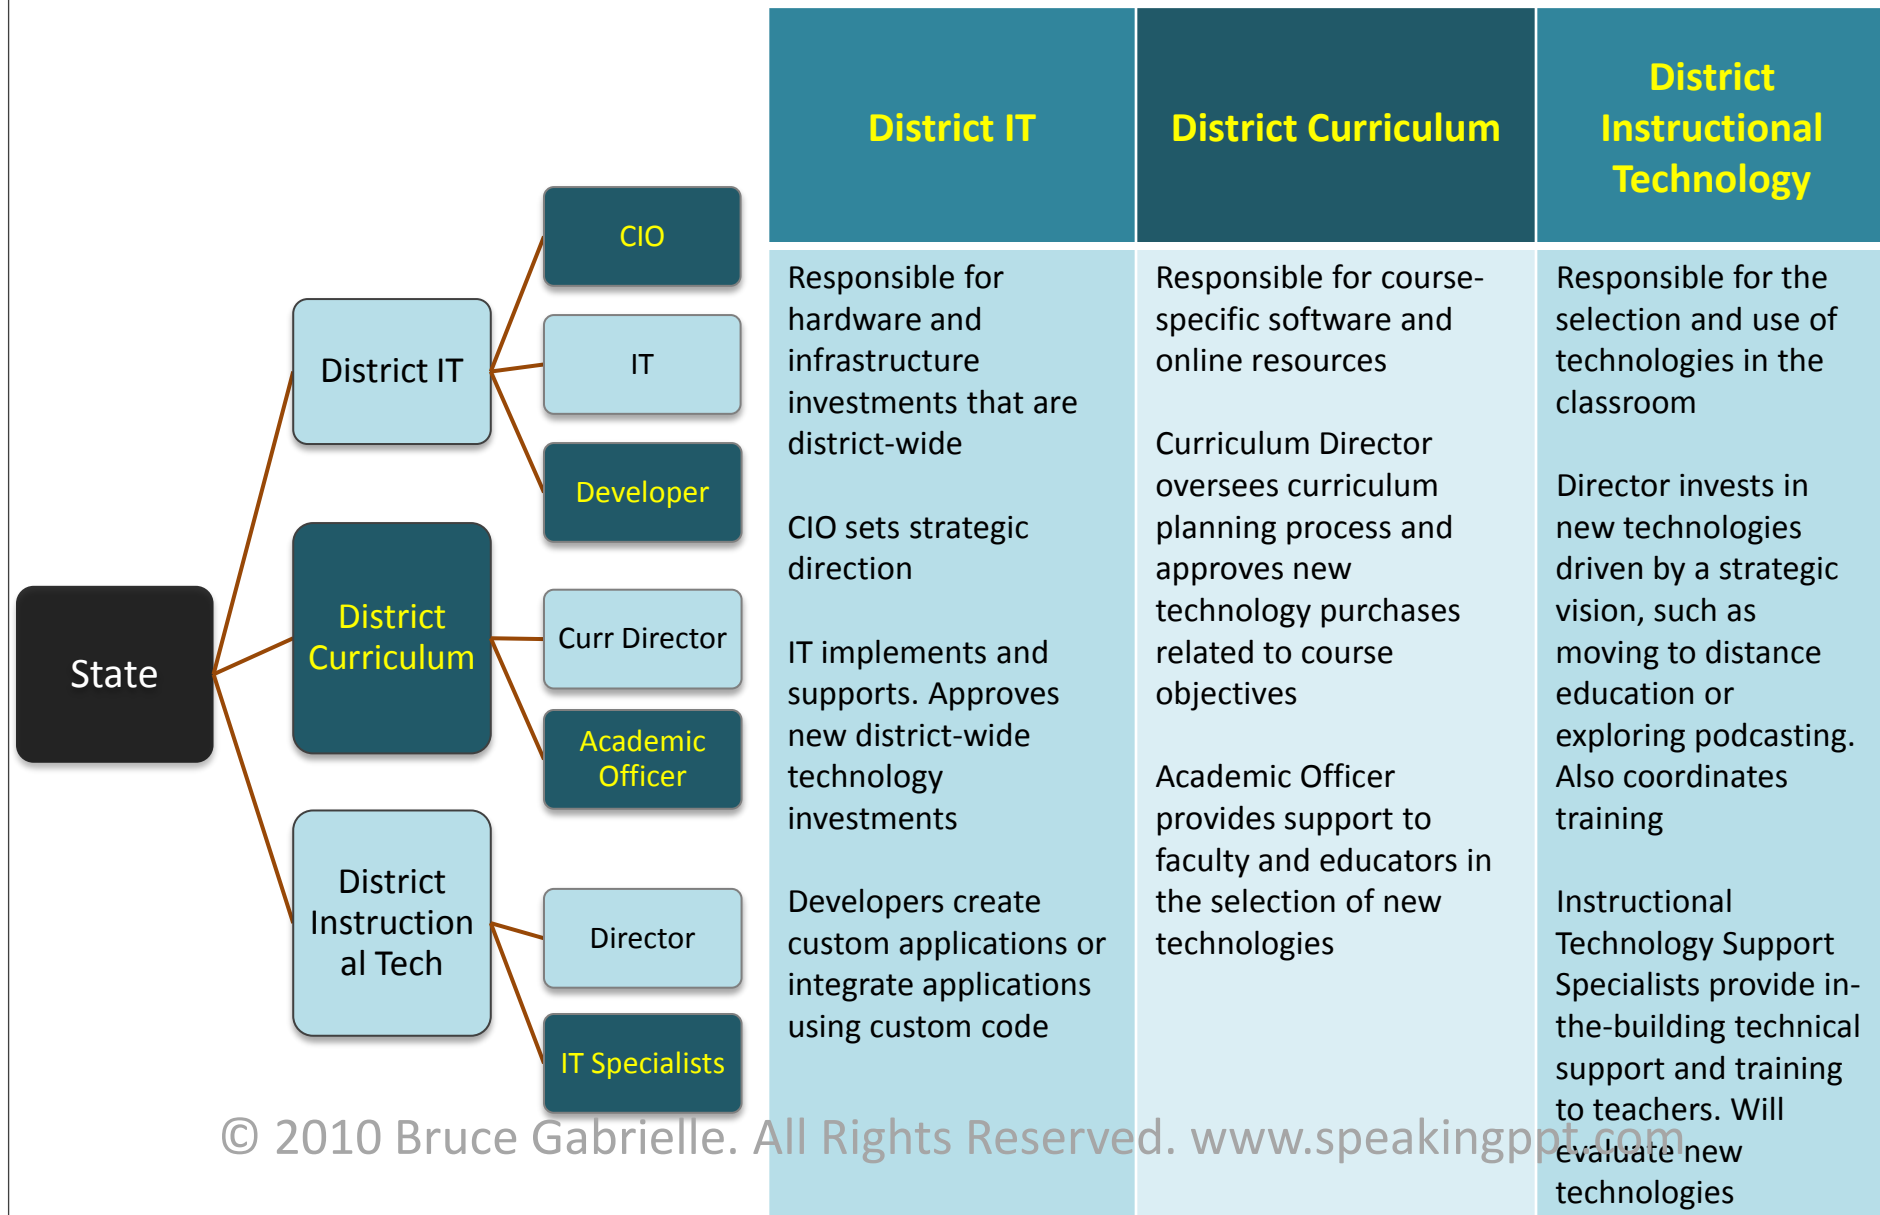 State
District IT
District
Curriculum
District
Instruction
al Tech
CIO
IT
Developer
Curr Director
Academic
Officer
Director
IT Specialists
District IT
Responsible for
hardware and
infrastructure
investments that are
district-wide
CIO sets strategic
direction
IT implements and
supports. Approves
new district-wide
technology
investments
Developers create
custom applications or
integrate applications
using custom code
District Curriculum
Responsible for course-
specific software and
online resources
Curriculum Director
oversees curriculum
planning process and
approves new
technology purchases
related to course
objectives
Academic Officer
provides support to
faculty and educators in
the selection of new
technologies
District
Instructional
Technology
Responsible for the
selection and use of
technologies in the
classroom
Director invests in
new technologies
driven by a strategic
vision, such as
moving to distance
education or
exploring podcasting.
Also coordinates
training
Instructional
Technology Support
Specialists provide in-
the-building technical
support and training
to teachers. Will
evaluate new
technologies
© 2010 Bruce Gabrielle. All Rights Reserved. www.speakingppt.com